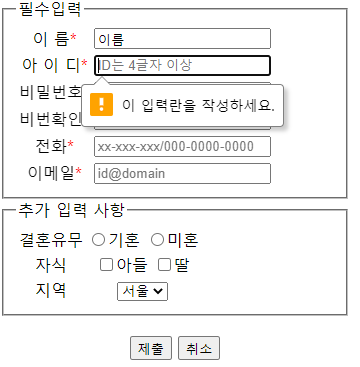 필수입력
이 름* 이름
아 이 디* ID는 4글자 이상
비밀번호
이 입력란을 작성하세요.
비번확인
전화* xx-xxx-xxx/000-0000-0000
이메일* id@domain
추가 입력 사항
결혼유무 기혼 미혼
자식 아들 딸
지역 서울
제출 취소